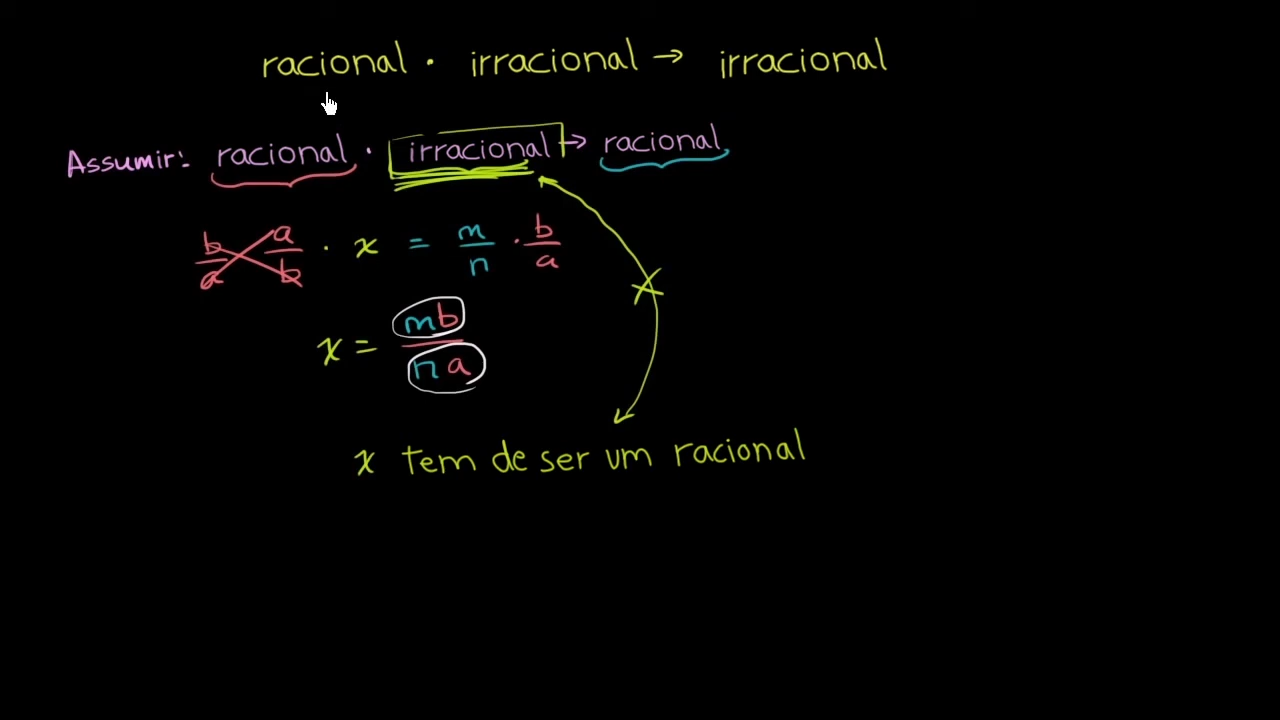 racional · irracional → irracional
Assumir: racional · irracional → racional
b/a a/b · x = m/n · b/a
x = mb/na
x tem de ser um racional